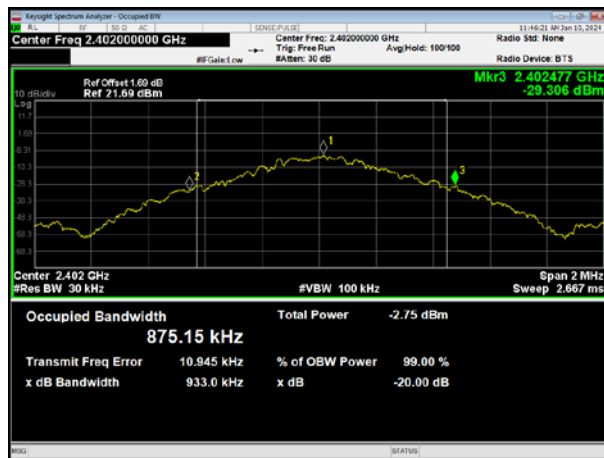 Keysight Spectrum Analyzer - Occupied BW
RL RF 50 Ω AC SENSE:PULSE 11:46:21 AM Jan 10, 2024
Center Freq 2.402000000 GHz Center Freq: 2.402000000 GHz Radio Std: None
Trig: Free Run Avg|Hold: 100/100
#IFGain:Low #Atten: 30 dB Radio Device: BTS
Mkr3 2.402477 GHz
-29.306 dBm
Ref Offset 1.69 dB
10 dB/div Ref 21.69 dBm
Log
11.7
1.69
-8.31
-18.3
-28.3
-38.3
-48.3
-58.3
-68.3
1
2
3
Center 2.402 GHz Span 2 MHz
#Res BW 30 kHz #VBW 100 kHz Sweep 2.667 ms
Occupied Bandwidth Total Power -2.75 dBm
875.15 kHz
Transmit Freq Error 10.945 kHz % of OBW Power 99.00 %
x dB Bandwidth 933.0 kHz x dB -20.00 dB
MSG STATUS